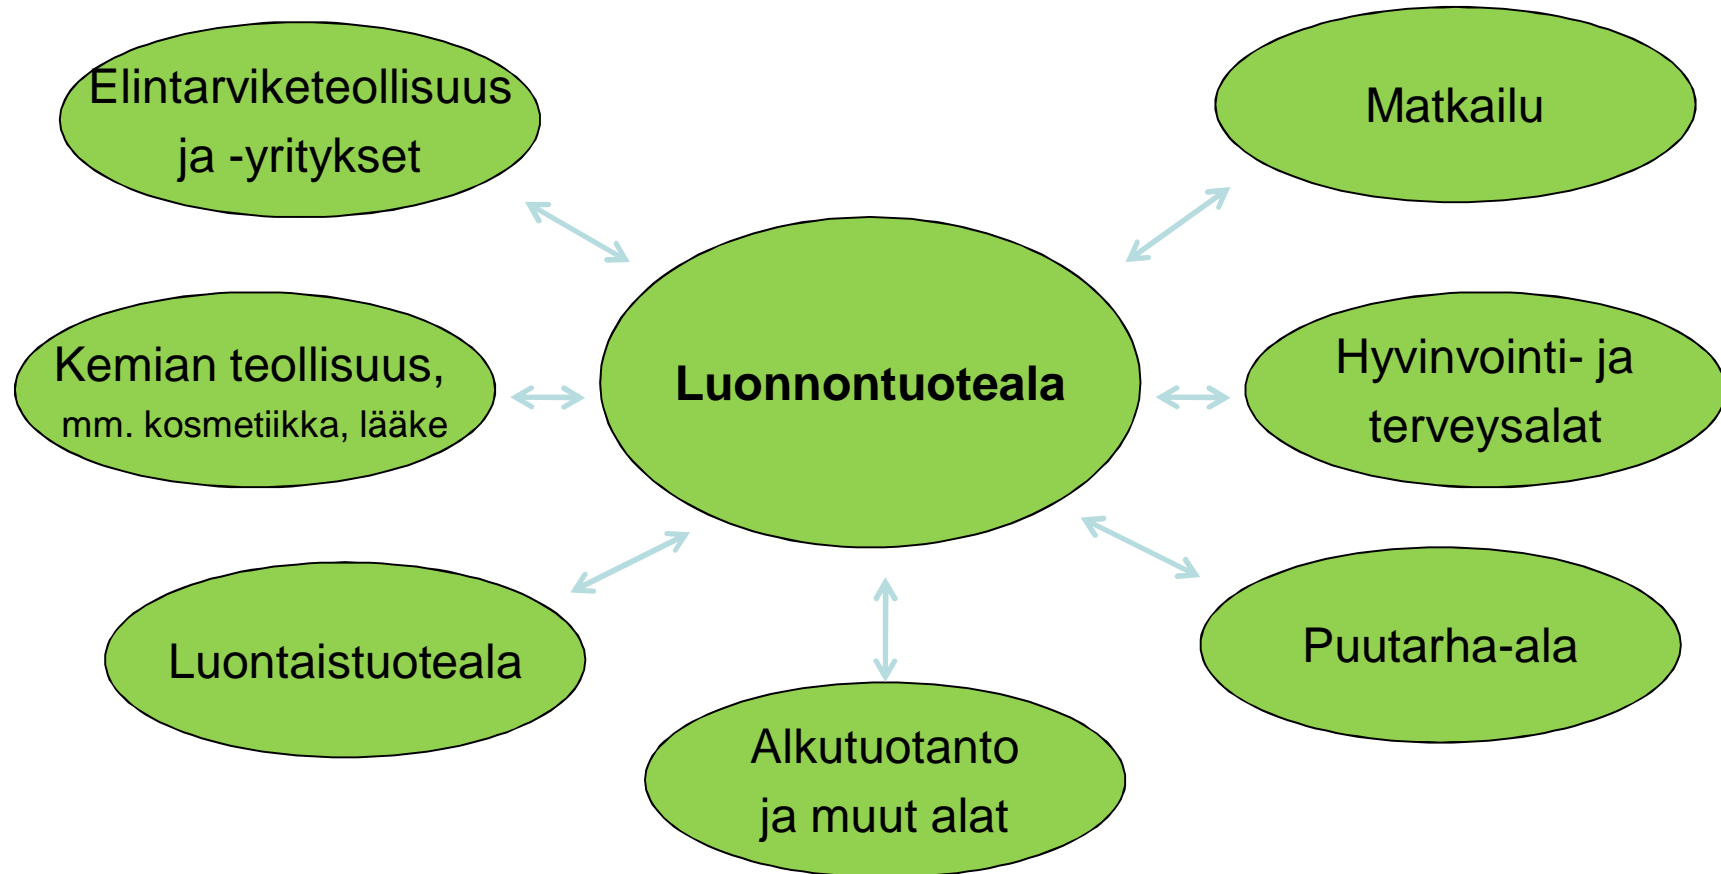 Elintarviketeollisuus
ja -yritykset
Matkailu
Kemian teollisuus,
mm. kosmetiikka, lääke
Luonnontuoteala
Hyvinvointi- ja
terveysalat
Luontaistuoteala
Puutarha-ala
Alkutuotanto
ja muut alat